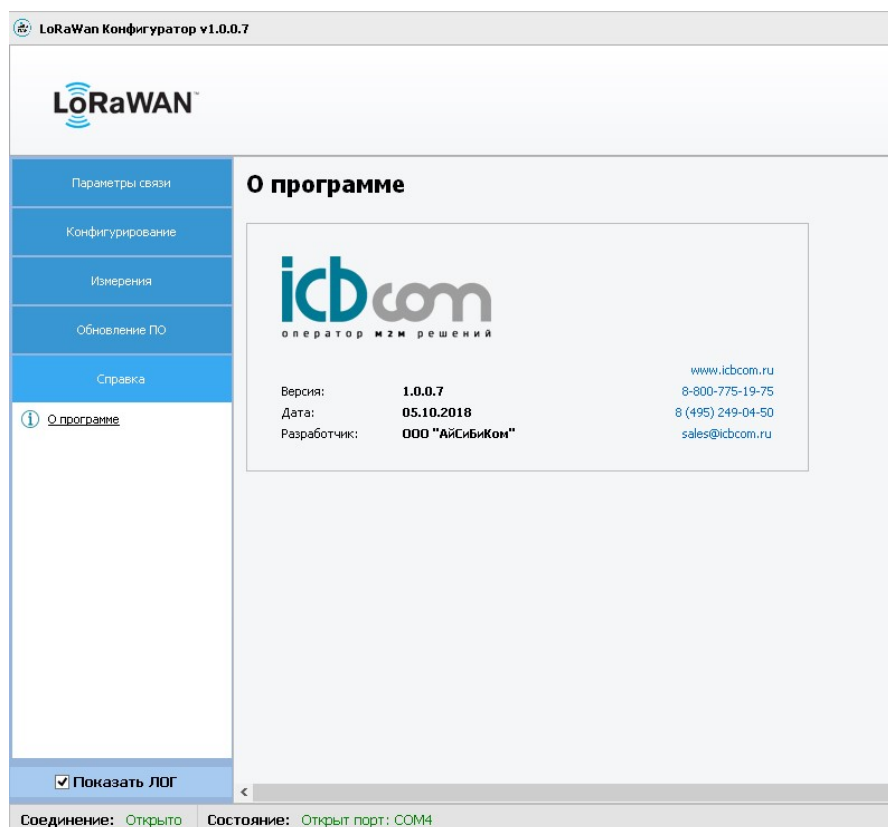 LoRaWan Конфигуратор v1.0.0.7
LoRaWAN™
Параметры связи
Конфигурирование
Измерения
Обновление ПО
Справка
О программе
О программе
icbcom
оператор м2м решений
www.icbcom.ru
Версия: 1.0.0.7 8-800-775-19-75
Дата: 05.10.2018 8 (495) 249-04-50
Разработчик: ООО "АйСиБиКом" sales@icbcom.ru
Показать ЛОГ
Соединение: Открыто Состояние: Открыт порт: COM4